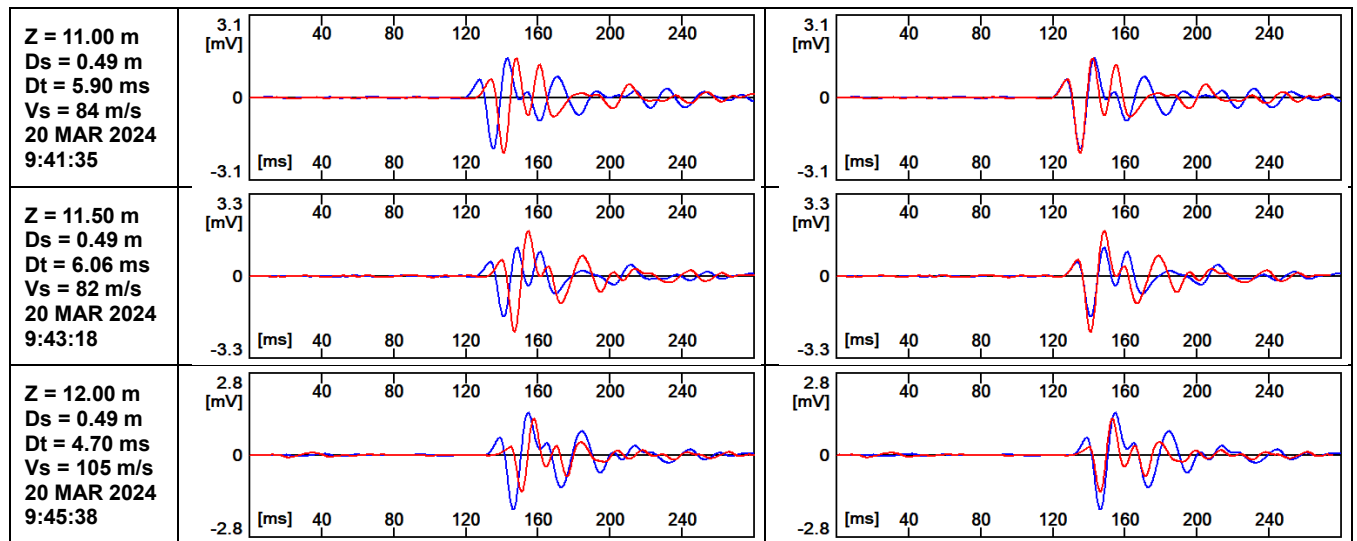 Z = 11.00 m
Ds = 0.49 m
Dt = 5.90 ms
Vs = 84 m/s
20 MAR 2024
9:41:35
3.1 40 80 120 160 200 240
[mV]
0
[ms] 40 80 120 160 200 240
-3.1
3.1 40 80 120 160 200 240
[mV]
0
[ms] 40 80 120 160 200 240
-3.1
Z = 11.50 m
Ds = 0.49 m
Dt = 6.06 ms
Vs = 82 m/s
20 MAR 2024
9:43:18
3.3 40 80 120 160 200 240
[mV]
0
[ms] 40 80 120 160 200 240
-3.3
3.3 40 80 120 160 200 240
[mV]
0
[ms] 40 80 120 160 200 240
-3.3
Z = 12.00 m
Ds = 0.49 m
Dt = 4.70 ms
Vs = 105 m/s
20 MAR 2024
9:45:38
2.8 40 80 120 160 200 240
[mV]
0
[ms] 40 80 120 160 200 240
-2.8
2.8 40 80 120 160 200 240
[mV]
0
[ms] 40 80 120 160 200 240
-2.8